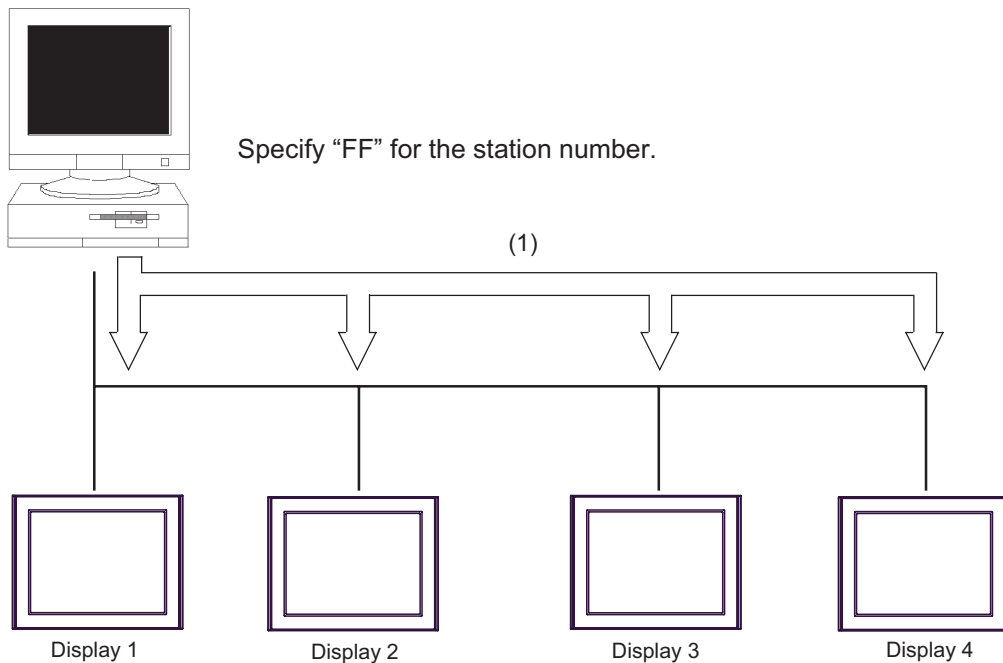 Specify “FF” for the station number.
(1)
Display 1
Display 2
Display 3
Display 4